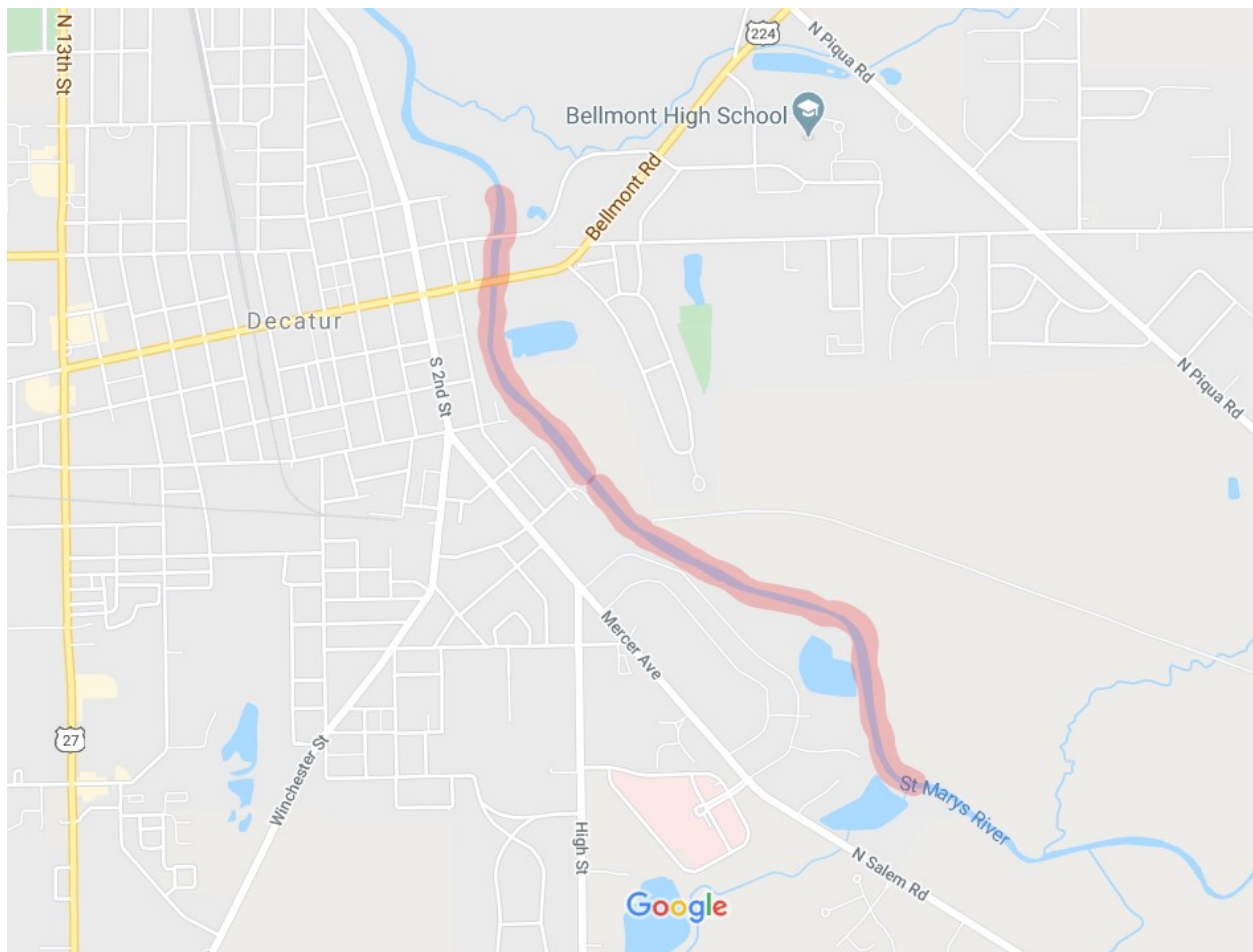 N 13th St
224
N Piqua Rd
Bellmont High School
Bellmont Rd
Decatur
S 2nd St
N Piqua Rd
Mercer Ave
27
Winchester St
St Marys River
High St
N Salem Rd
Google